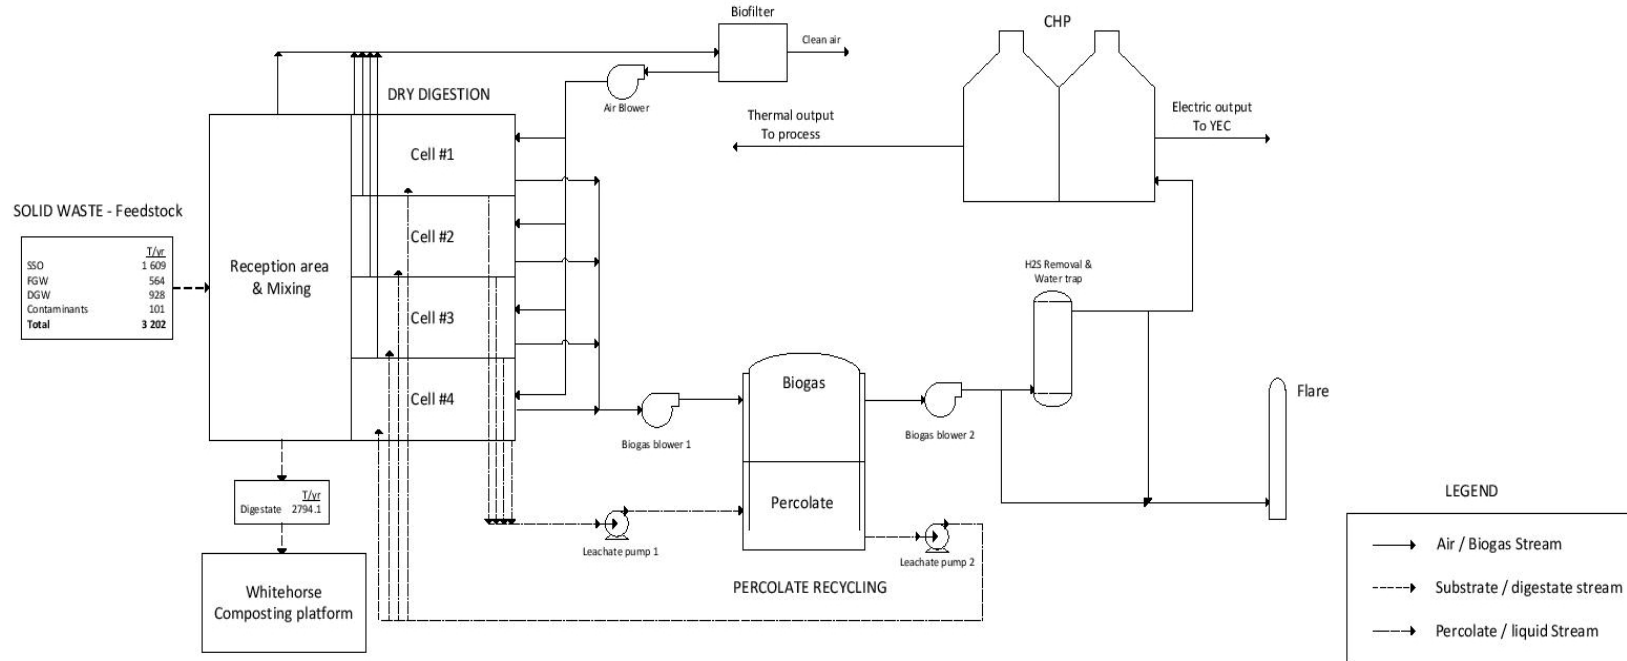 Biofilter
CHP
Clean air
Air Blower
DRY DIGESTION
Thermal output
To process
Electric output
To YEC
Cell #1
SOLID WASTE - Feedstock
T/yr
SSO 1 609
FGW 564
DGW 928
Contaminants 101
Total 3 202
Reception area
& Mixing
Cell #2
Cell #3
Cell #4
H2S Removal &
Water trap
Biogas
Biogas blower 1
Biogas blower 2
Flare
T/yr
Digestate 2794.1
Percolate
Leachate pump 1
Leachate pump 2
Whitehorse
Composting platform
PERCOLATE RECYCLING
LEGEND
Air / Biogas Stream
Substrate / digestate stream
Percolate / liquid Stream